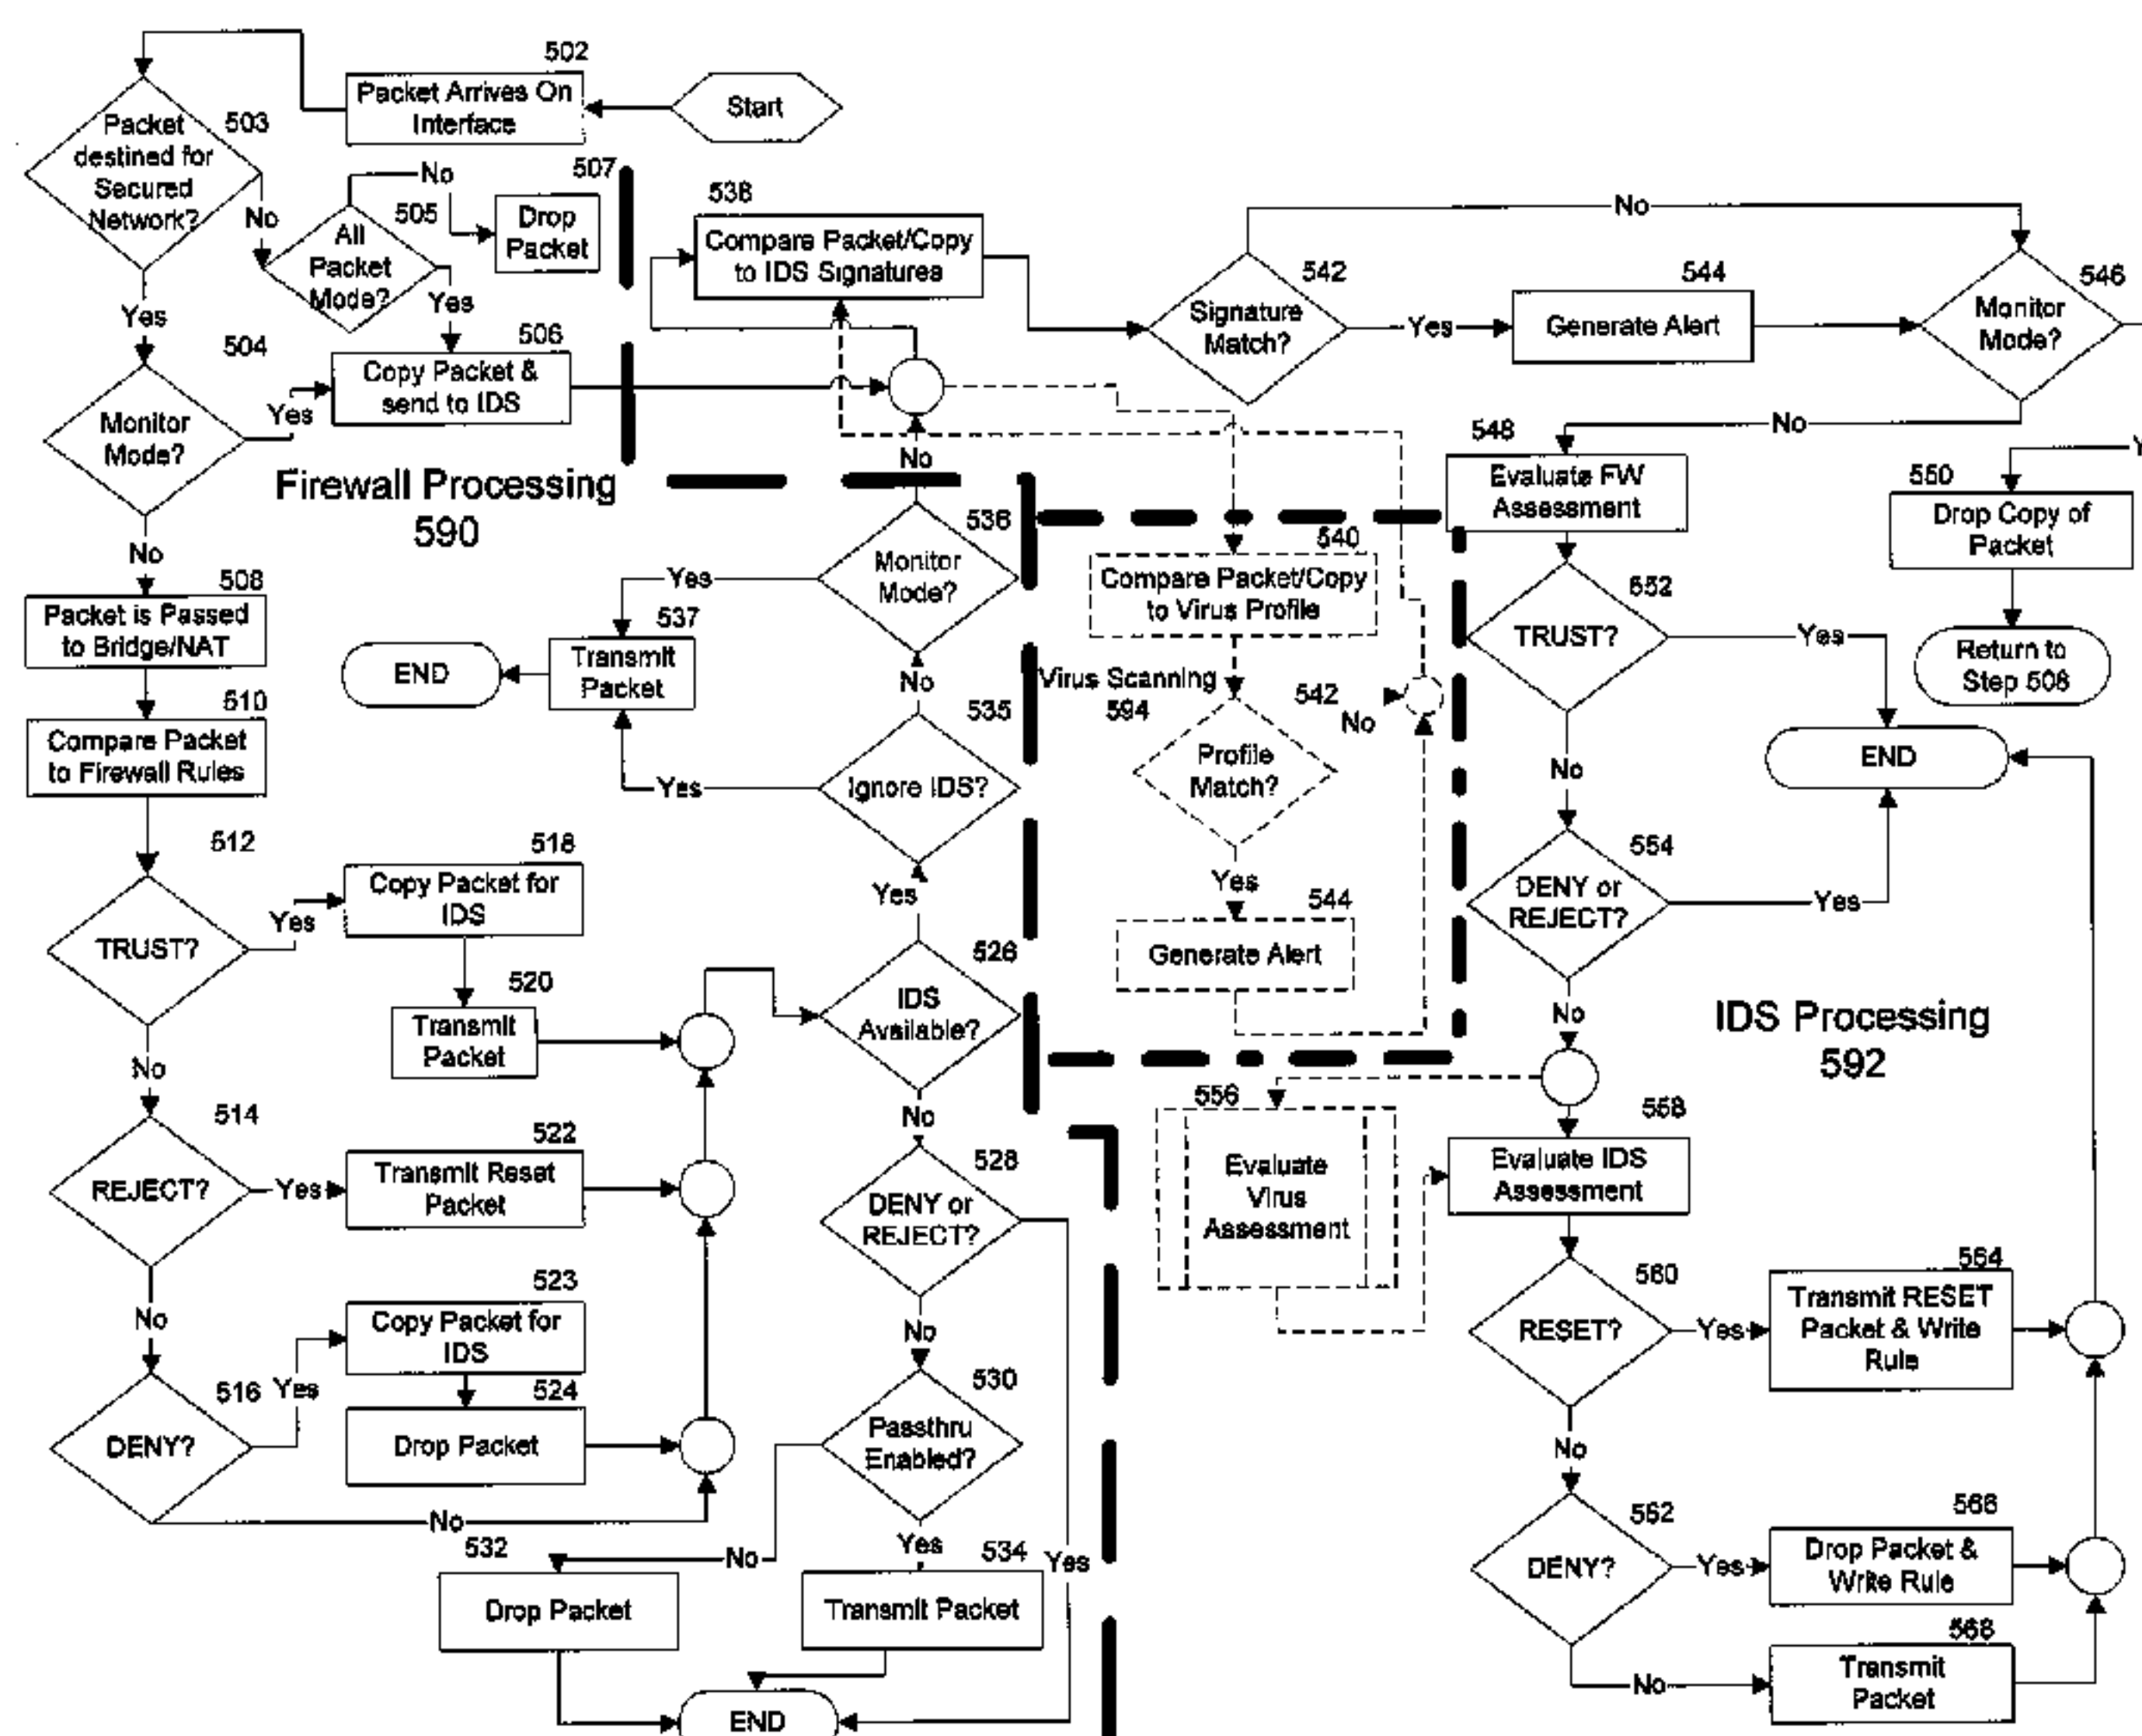 502
Packet Arrives On
Interface
Start
503
Packet
destined for
Secured
Network?
No
Yes
No
507
505
All
Packet
Mode?
Drop
Packet
Yes
504
506
Copy Packet &
send to IDS
Monitor
Mode?
Yes
Firewall Processing
590
No
508
Packet is Passed
to Bridge/NAT
510
Compare Packet
to Firewall Rules
512
TRUST?
Yes
518
Copy Packet for
IDS
520
Transmit
Packet
No
514
REJECT?
Yes
522
Transmit Reset
Packet
No
523
Copy Packet for
IDS
516
Yes
524
DENY?
Drop Packet
No
532
Drop Packet
538
Compare Packet/Copy
to IDS Signatures
No
536
Monitor
Mode?
Yes
537
Transmit
Packet
END
No
535
Ignore IDS?
Yes
Yes
526
IDS
Available?
No
528
DENY or
REJECT?
No
530
Passthru
Enabled?
No
Yes
534
Yes
Transmit Packet
END
540
Compare Packet/Copy
to Virus Profile
Virus Scanning
594
542
No
Profile
Match?
Yes
544
Generate Alert
No
542
Signature
Match?
Yes
544
Generate Alert
546
Monitor
Mode?
No
548
Evaluate FW
Assessment
Y
550
Drop Copy of
Packet
Return to
Step 506
552
TRUST?
Yes
END
No
554
DENY or
REJECT?
Yes
No
IDS Processing
592
556
Evaluate
Virus
Assessment
558
Evaluate IDS
Assessment
560
RESET?
Yes
564
Transmit RESET
Packet & Write
Rule
No
562
DENY?
Yes
566
Drop Packet &
Write Rule
No
568
Transmit
Packet